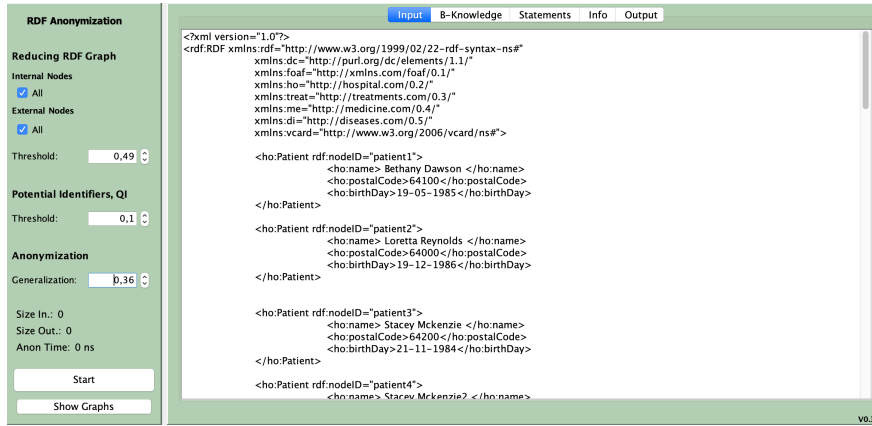 RDF Anonymization
Reducing RDF Graph
Internal Nodes
All
External Nodes
All
Threshold: 0,49
Potential Identifiers, QI
Threshold: 0,1
Anonymization
Generalization: 0,36
Size In.: 0
Size Out.: 0
Anon Time: 0 ns
Start
Show Graphs
Input B-Knowledge Statements Info Output
<?xml version="1.0"?>
<rdf:RDF xmlns:rdf="http://www.w3.org/1999/02/22-rdf-syntax-ns#"
xmlns:dc="http://purl.org/dc/elements/1.1/"
xmlns:foaf="http://xmlns.com/foaf/0.1/"
xmlns:ho="http://hospital.com/0.2/"
xmlns:treat="http://treatments.com/0.3/"
xmlns:me="http://medicine.com/0.4/"
xmlns:di="http://diseases.com/0.5/"
xmlns:vcard="http://www.w3.org/2006/vcard/ns#">
<ho:Patient rdf:nodeID="patient1">
<ho:name> Bethany Dawson </ho:name>
<ho:postalCode>64100</ho:postalCode>
<ho:birthDay>19-05-1985</ho:birthDay>
</ho:Patient>
<ho:Patient rdf:nodeID="patient2">
<ho:name> Loretta Reynolds </ho:name>
<ho:postalCode>64000</ho:postalCode>
<ho:birthDay>19-12-1986</ho:birthDay>
</ho:Patient>
<ho:Patient rdf:nodeID="patient3">
<ho:name> Stacey Mckenzie </ho:name>
<ho:postalCode>64200</ho:postalCode>
<ho:birthDay>21-11-1984</ho:birthDay>
</ho:Patient>
<ho:Patient rdf:nodeID="patient4">
<ho:name> Stacey Mckenzie2 </ho:name>